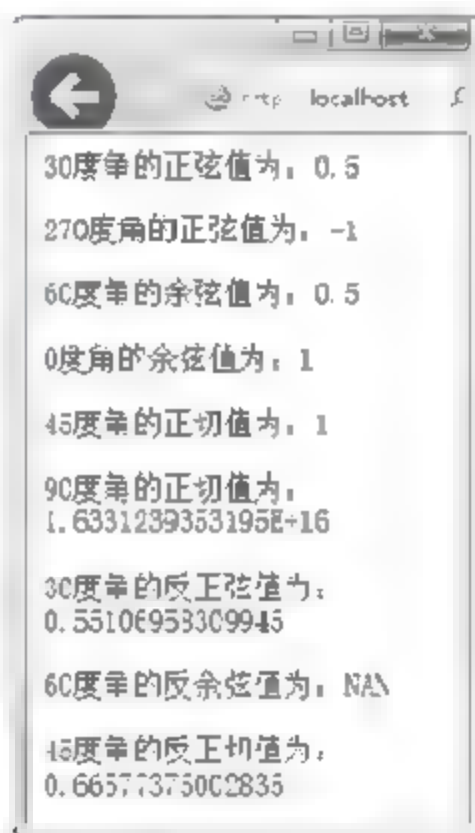 http localhost
30度角的正弦值为：0.5
270度角的正弦值为：-1
60度角的余弦值为：0.5
0度角的余弦值为：1
45度角的正切值为：1
90度角的正切值为：
1.6331239353195E+16
30度角的反正弦值为：
0.55106958309945
60度角的反余弦值为：NAN
45度角的反正切值为：
0.66577375002835